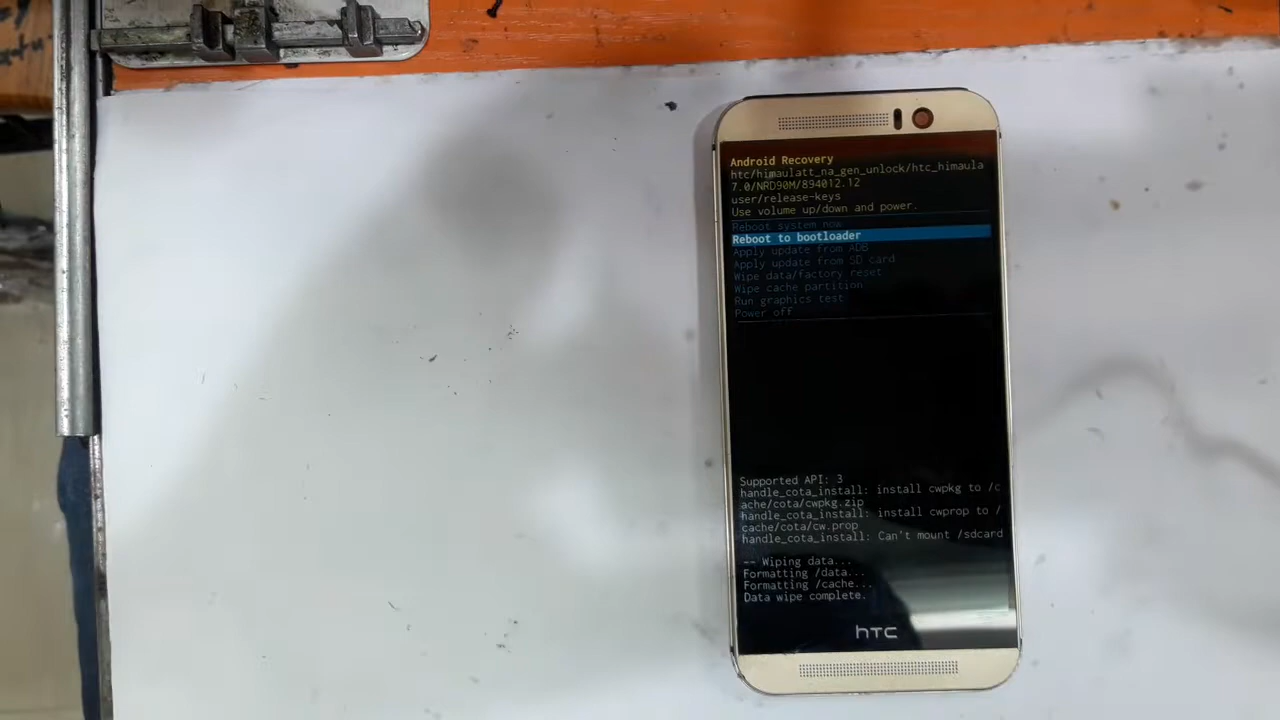 Android Recovery
htc/himaulatt_na_gen_unlock/htc_himaula
7.0/NRD90M/894012.12
user/release-keys
Use volume up/down and power.
Reboot system now
Reboot to bootloader
Apply update from ADB
Apply update from SD card
Wipe data/factory reset
Wipe cache partition
Run graphics test
Power off
Supported API: 3
handle_cota_install: install cwpkg to /c
ache/cota/cwpkg.zip
handle_cota_install: install cwprop to /
cache/cota/cw.prop
handle_cota_install: Can't mount /sdcard
-- Wiping data...
Formatting /data...
Formatting /cache...
Data wipe complete.
hTC